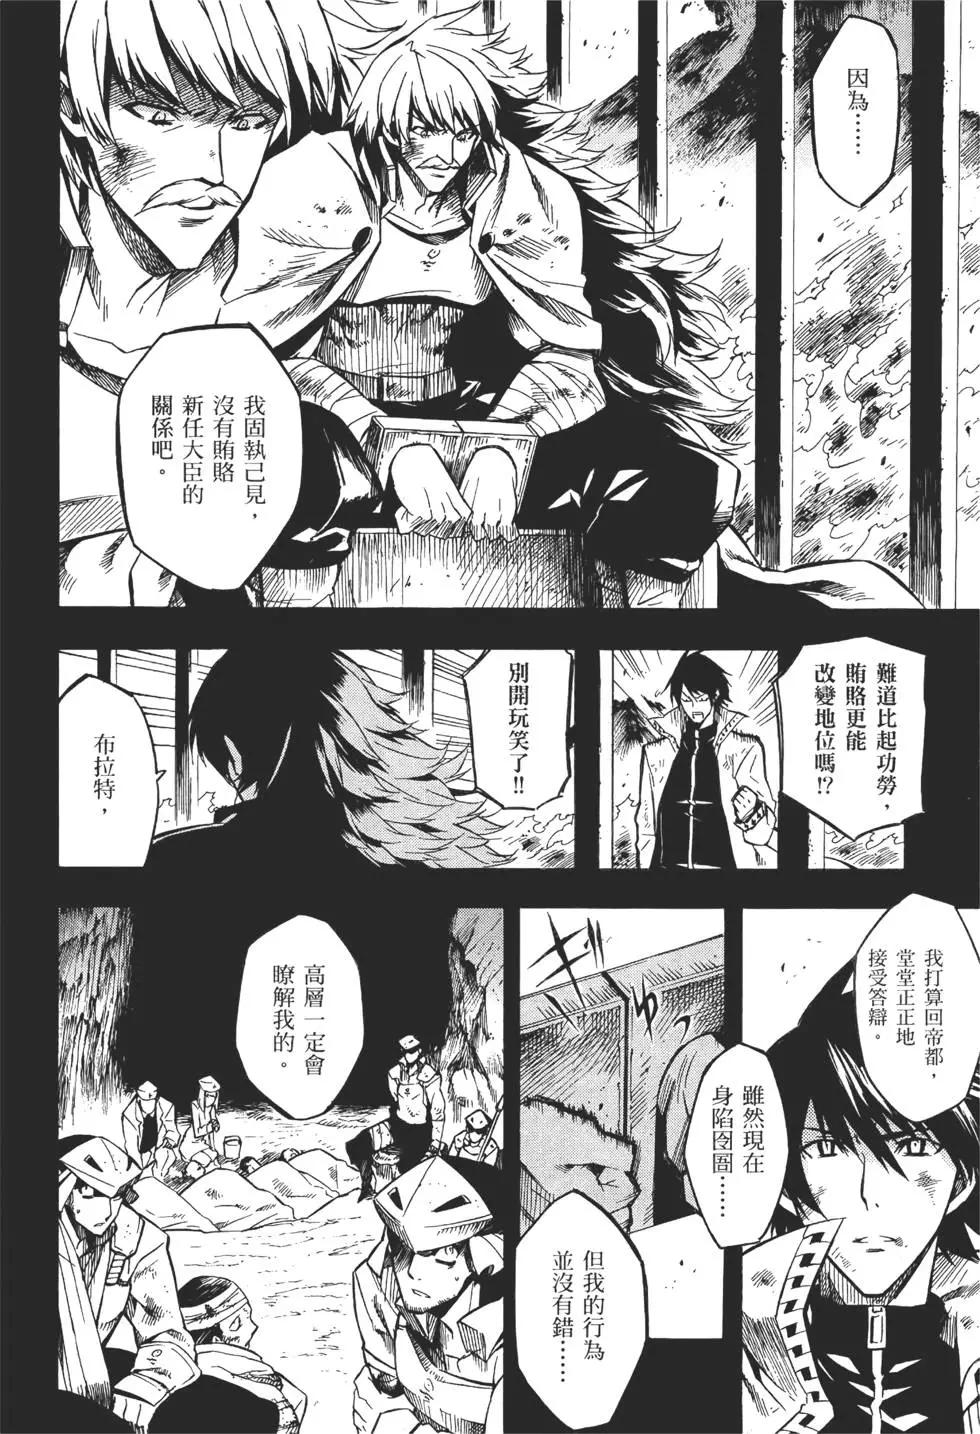 因為……
我固執己見，
沒有賄賂
新任大臣的
關係吧。
難道比起功勞，
賄賂更能
改變地位嗎!?
別開玩笑了!!
布拉特，
我打算回帝都，
堂堂正正地
接受答辯。
雖然現在
身陷囹圄……
但我的行為
並沒有錯……
高層一定會
瞭解我的。